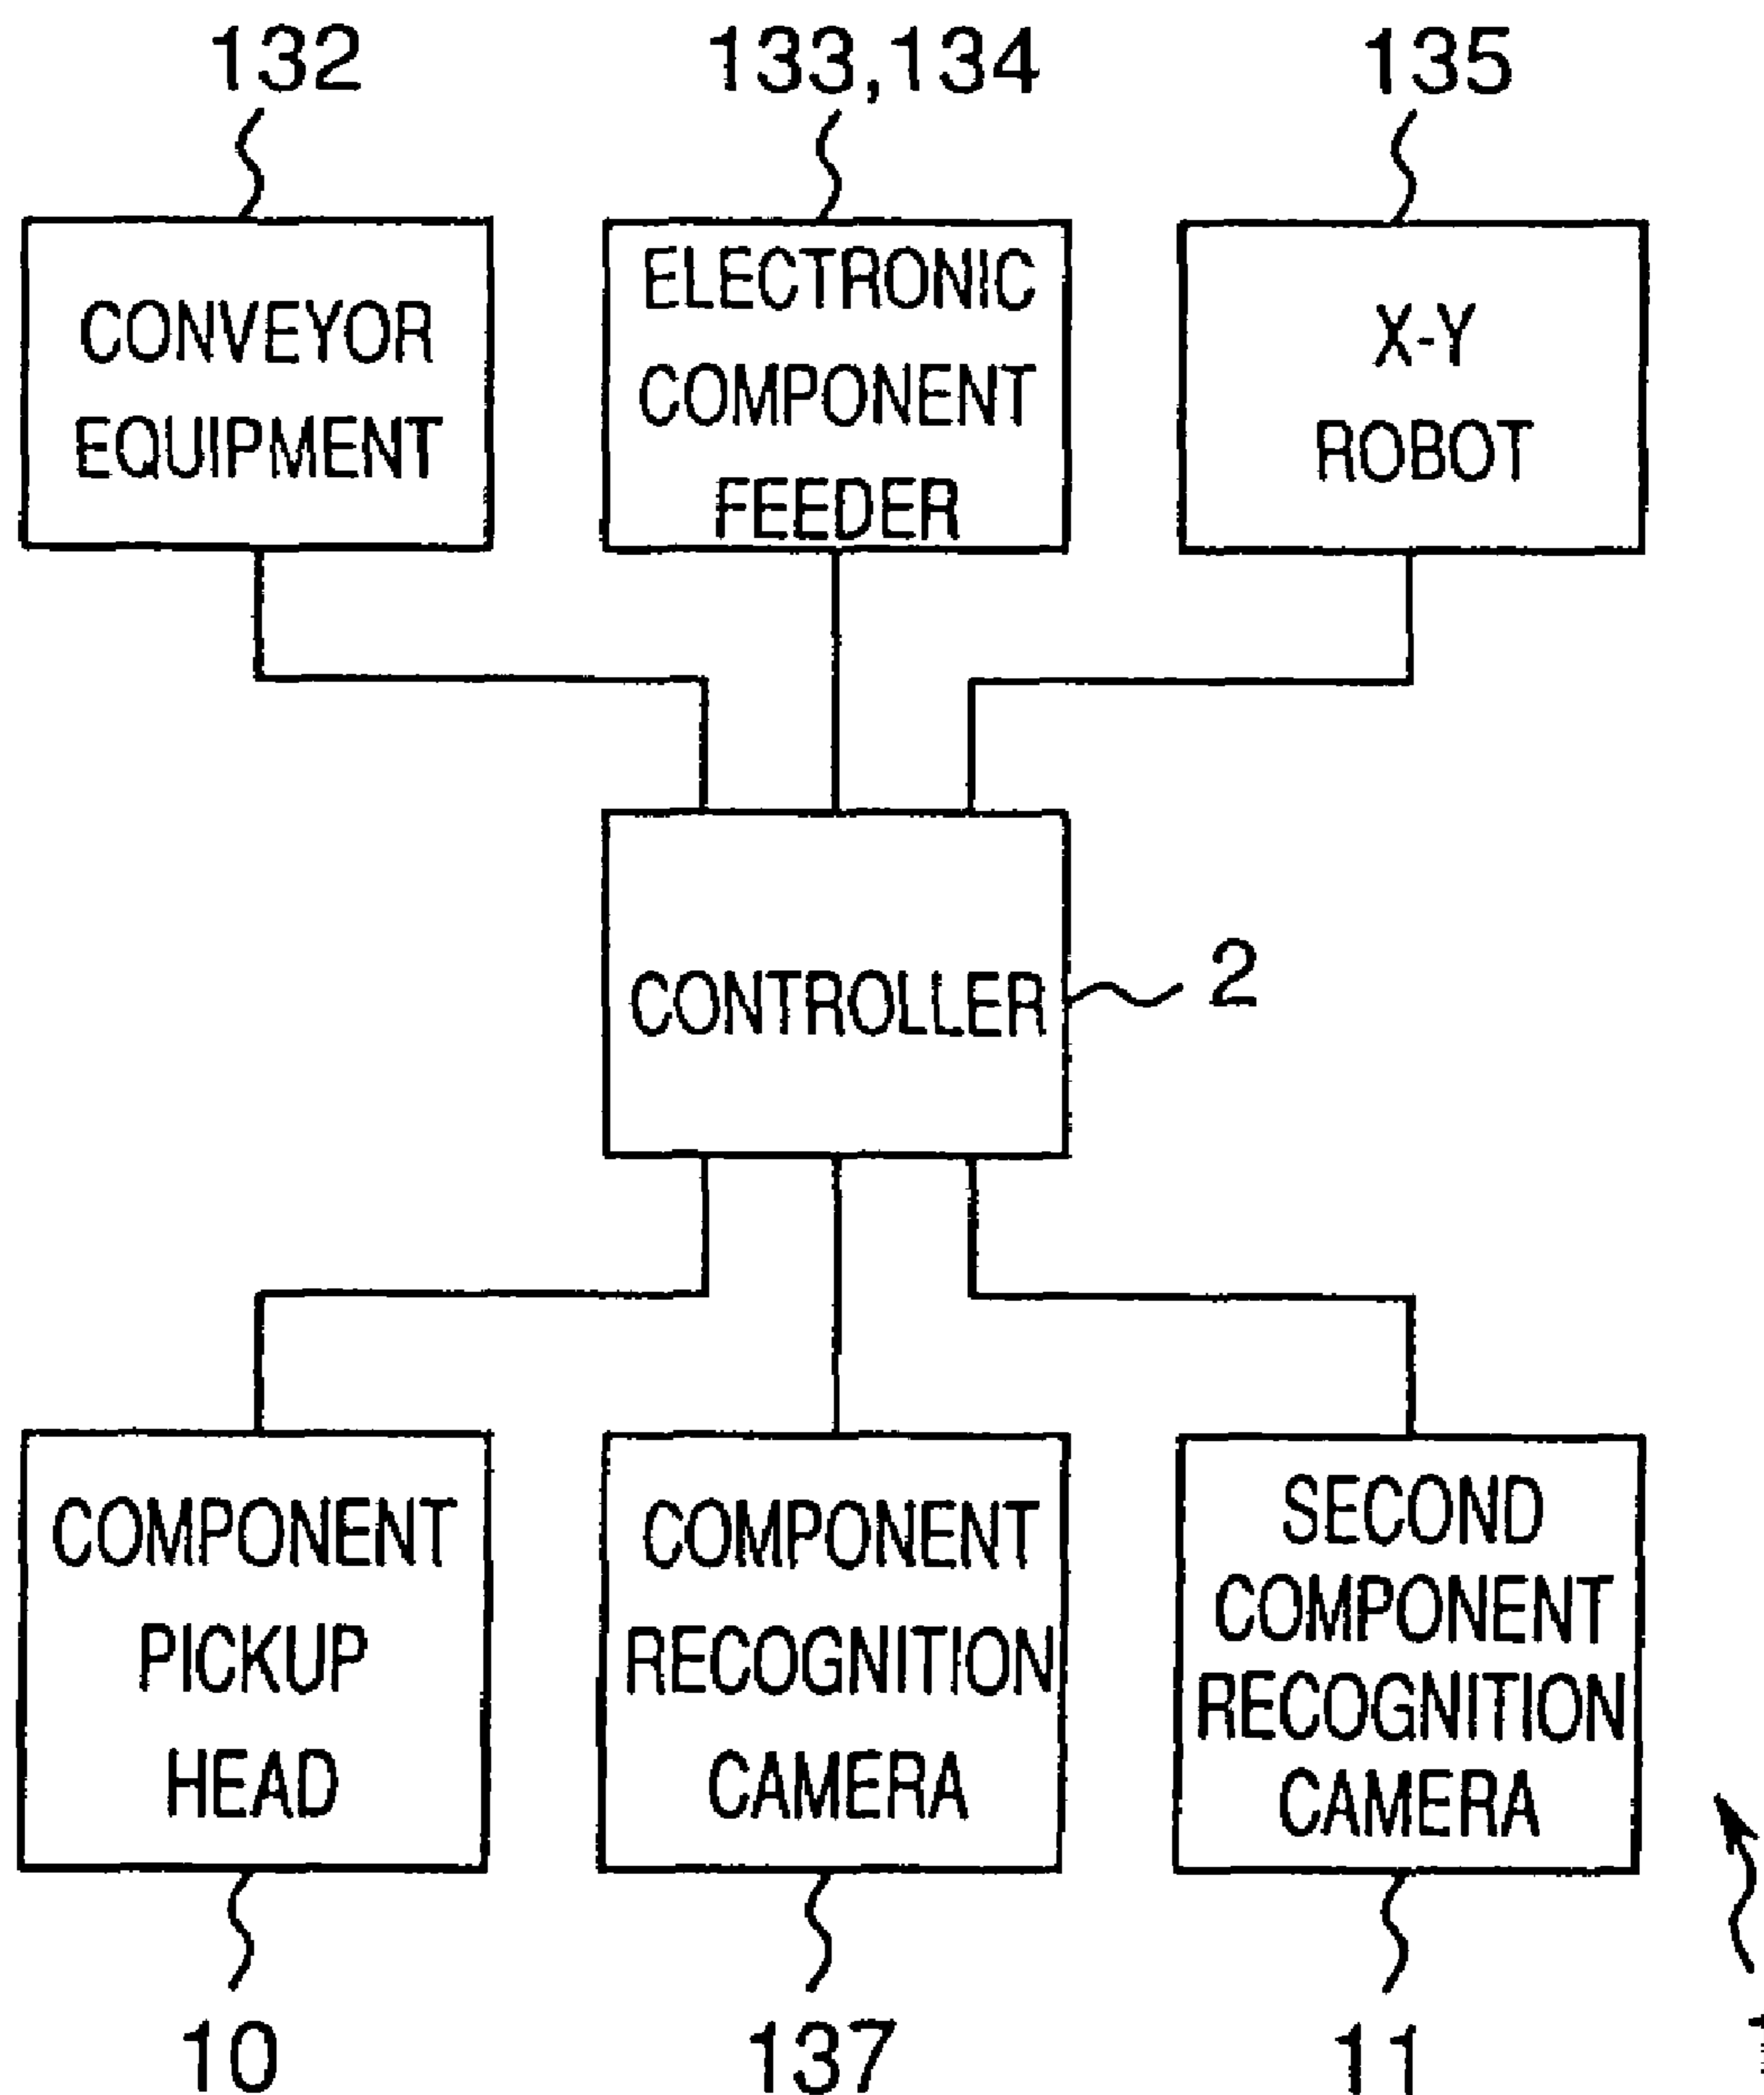 132
133,134
135
CONVEYOR
EQUIPMENT
ELECTRONIC
COMPONENT
FEEDER
X-Y
ROBOT
CONTROLLER
2
COMPONENT
PICKUP
HEAD
COMPONENT
RECOGNITION
CAMERA
SECOND
COMPONENT
RECOGNITION
CAMERA
10
137
11